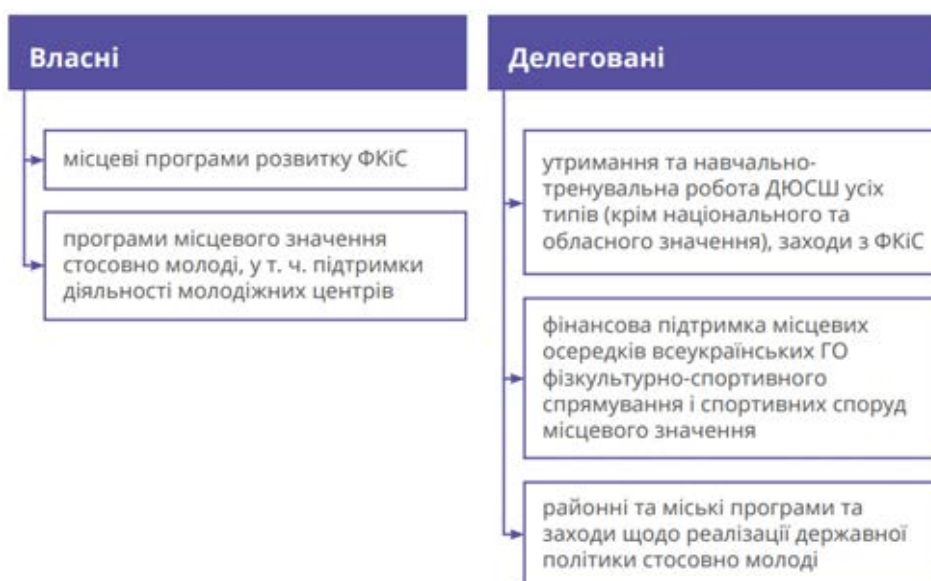 Власні
місцеві програми розвитку ФКіС
програми місцевого значення
стосовно молоді, у т. ч. підтримки
діяльності молодіжних центрів
Делеговані
утримання та навчально-
тренувальна робота ДЮСШ усіх
типів (крім національного та
обласного значення), заходи з ФКіС
фінансова підтримка місцевих
осередків всеукраїнських ГО
фізкультурно-спортивного
спрямування і спортивних споруд
місцевого значення
районні та міські програми та
заходи щодо реалізації державної
політики стосовно молоді